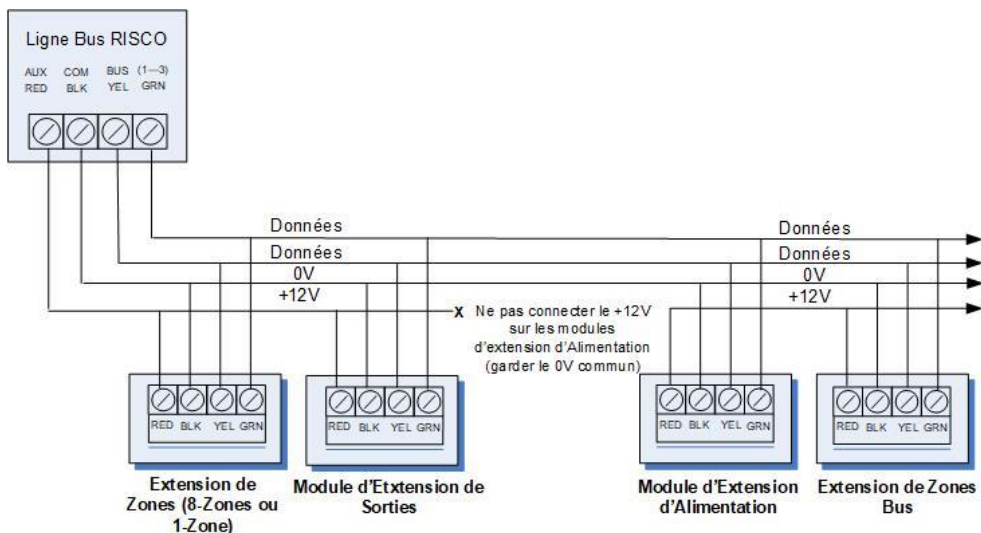 Ligne Bus RISCO
AUX COM BUS (1—3)
RED BLK YEL GRN
Données
Données
0V
+12V
Données
Données
0V
+12V
x Ne pas connecter le +12V
sur les modules
d'extension d'Alimentation
(garder le 0V commun)
RED BLK YEL GRN
RED BLK YEL GRN
RED BLK YEL GRN
RED BLK YEL GRN
Extension de
Zones (8-Zones ou
1-Zone)
Module d'Etxtension de
Sorties
Module d'Extension
d'Alimentation
Extension de Zones
Bus